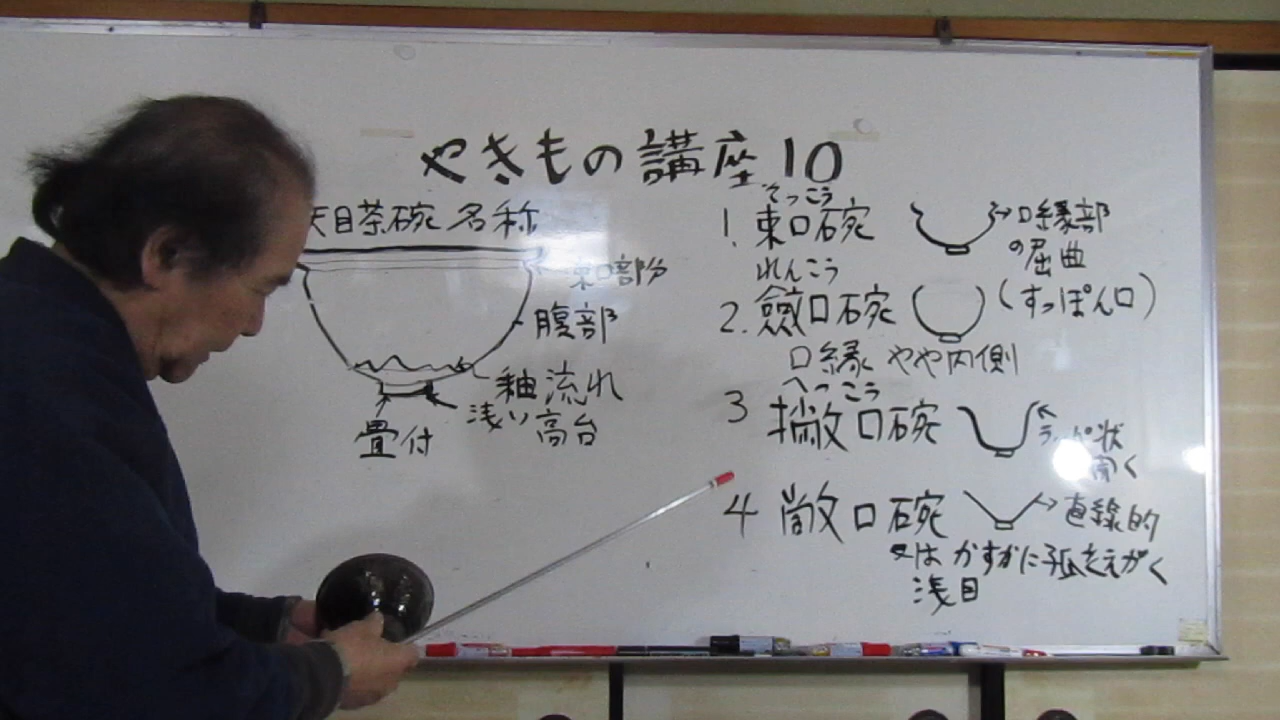 やきもの講座 10
天目茶碗 名称
束口部分
腹部
釉流れ
浅い高台
畳付
そっこう
1. 束口碗 口縁部
の屈曲
れんこう
2. 斂口碗 (すっぽん口)
口縁 やや内側
へっこう
3 撇口碗 ラッパ状
開く
4 敞口碗 直線的
又は かすかに弧をえがく
浅目